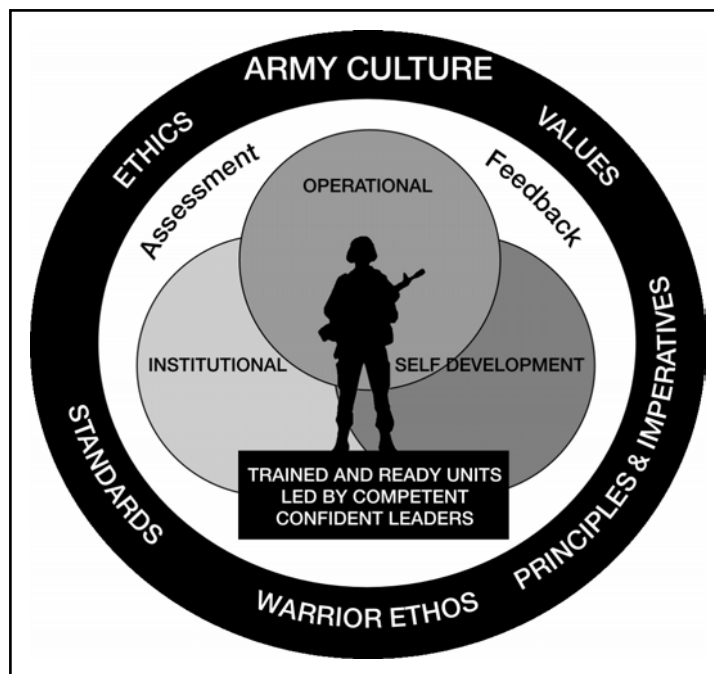 ARMY CULTURE
ETHICS
VALUES
Assessment
Feedback
OPERATIONAL
INSTITUTIONAL
SELF DEVELOPMENT
STANDARDS
PRINCIPLES & IMPERATIVES
TRAINED AND READY UNITS
LED BY COMPETENT
CONFIDENT LEADERS
WARRIOR ETHOS